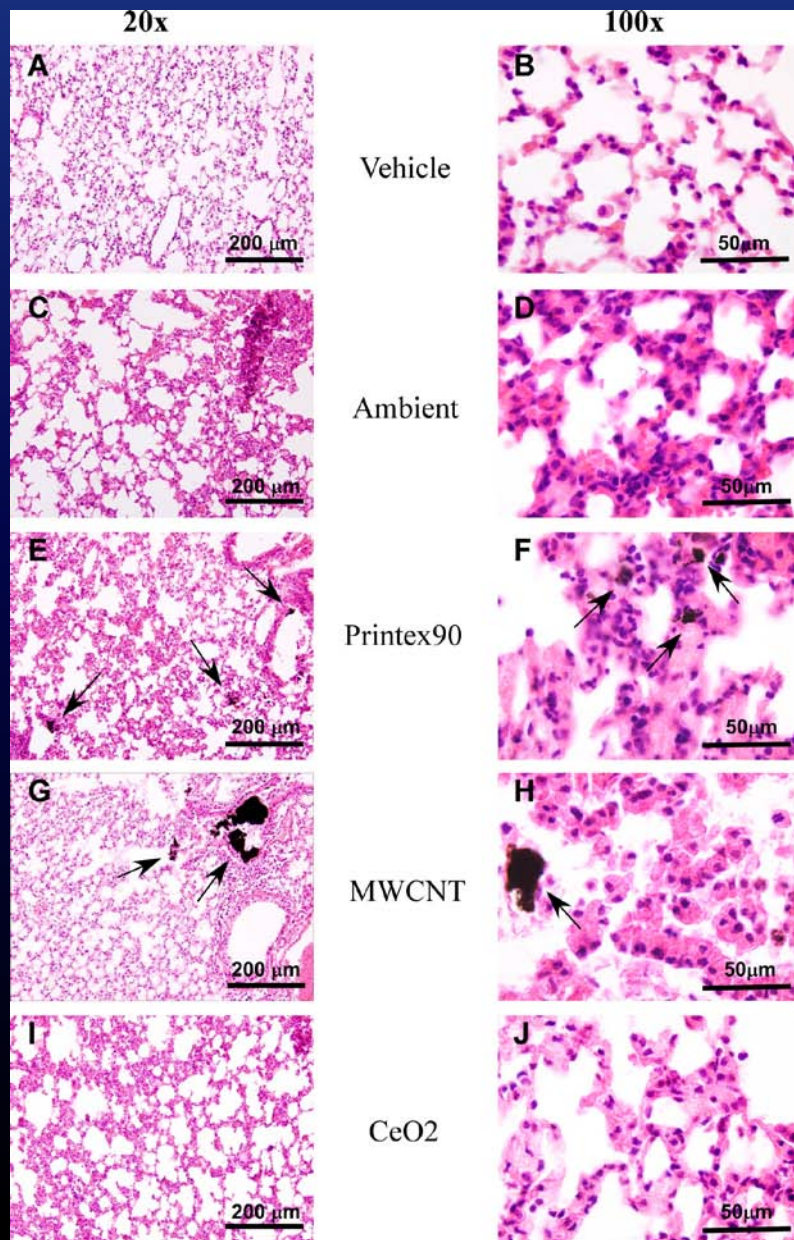 20x 100x
A B
200 μm 50μm
Vehicle
C D
200 μm 50μm
Ambient
E F
200 μm 50μm
Printex90
G H
200 μm 50μm
MWCNT
I J
200 μm 50μm
CeO2